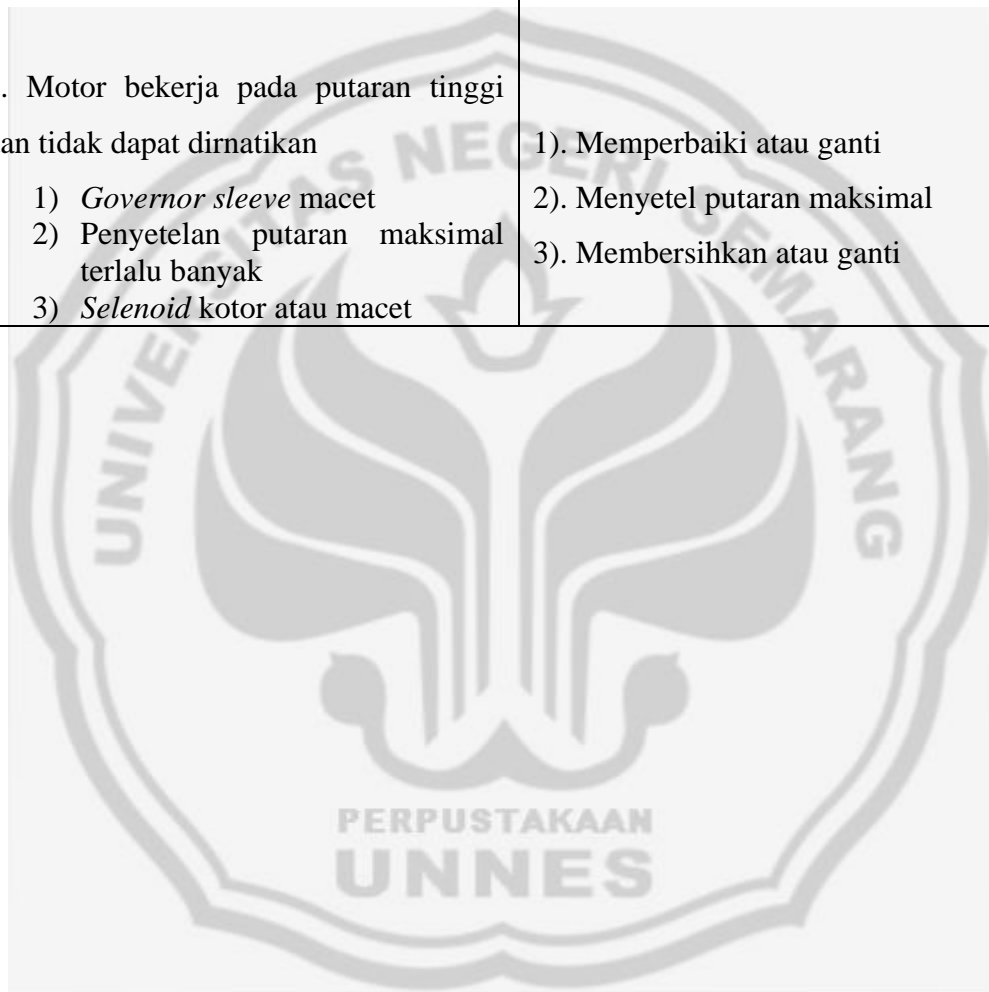 . Motor bekerja pada putaran tinggi
an tidak dapat dirnatikan
1) Governor sleeve macet
2) Penyetelan putaran maksimal
terlalu banyak
3) Selenoid kotor atau macet
1). Memperbaiki atau ganti
2). Menyetel putaran maksimal
3). Membersihkan atau ganti
UNIVERSITAS NEGERI SEMARANG
PERPUSTAKAAN
UNNES